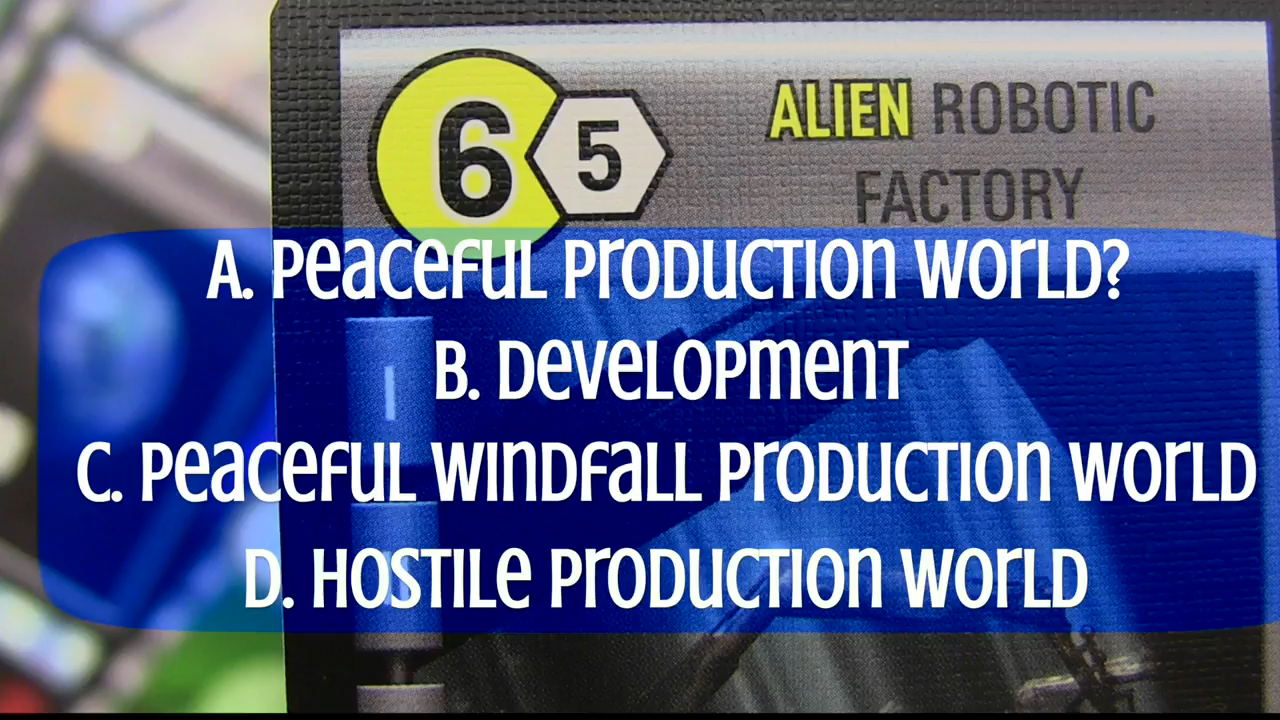 6 5 ALIEN ROBOTIC
FACTORY
A. Peaceful Production World?
B. Development
C. Peaceful Windfall Production World
D. Hostile Production World